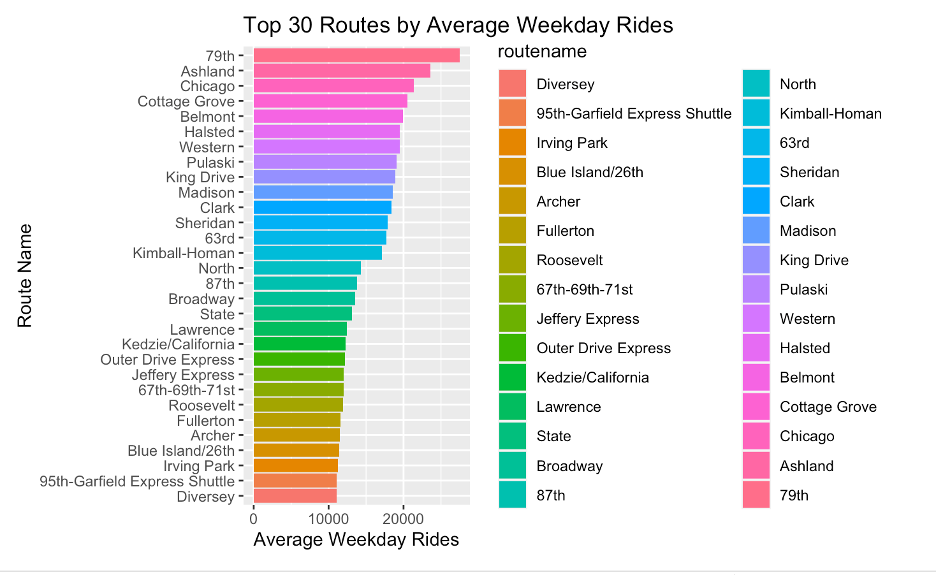 Top 30 Routes by Average Weekday Rides
Route Name
79th
Ashland
Chicago
Cottage Grove
Belmont
Halsted
Western
Pulaski
King Drive
Madison
Clark
Sheridan
63rd
Kimball-Homan
North
87th
Broadway
State
Lawrence
Kedzie/California
Outer Drive Express
Jeffery Express
67th-69th-71st
Roosevelt
Fullerton
Archer
Blue Island/26th
Irving Park
95th-Garfield Express Shuttle
Diversey
0 10000 20000
Average Weekday Rides
routename
Diversey
95th-Garfield Express Shuttle
Irving Park
Blue Island/26th
Archer
Fullerton
Roosevelt
67th-69th-71st
Jeffery Express
Outer Drive Express
Kedzie/California
Lawrence
State
Broadway
87th
North
Kimball-Homan
63rd
Sheridan
Clark
Madison
King Drive
Pulaski
Western
Halsted
Belmont
Cottage Grove
Chicago
Ashland
79th